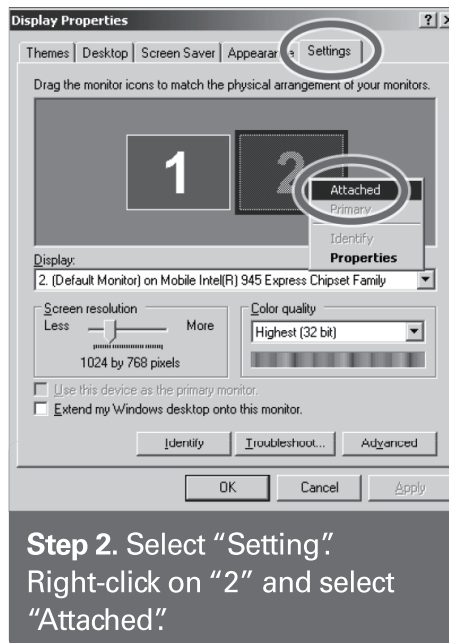 Display Properties
? X
Themes Desktop Screen Saver Appearance Settings
Drag the monitor icons to match the physical arrangement of your monitors.
1 2
Attached
Primary
Identify
Properties
Display:
2. (Default Monitor) on Mobile Intel(R) 945 Express Chipset Family
Screen resolution Color quality
Less More Highest (32 bit)
1024 by 768 pixels
Use this device as the primary monitor.
Extend my Windows desktop onto this monitor.
Identify Troubleshoot... Advanced
OK Cancel Apply
Step 2. Select “Setting”.
Right-click on “2” and select
“Attached”.